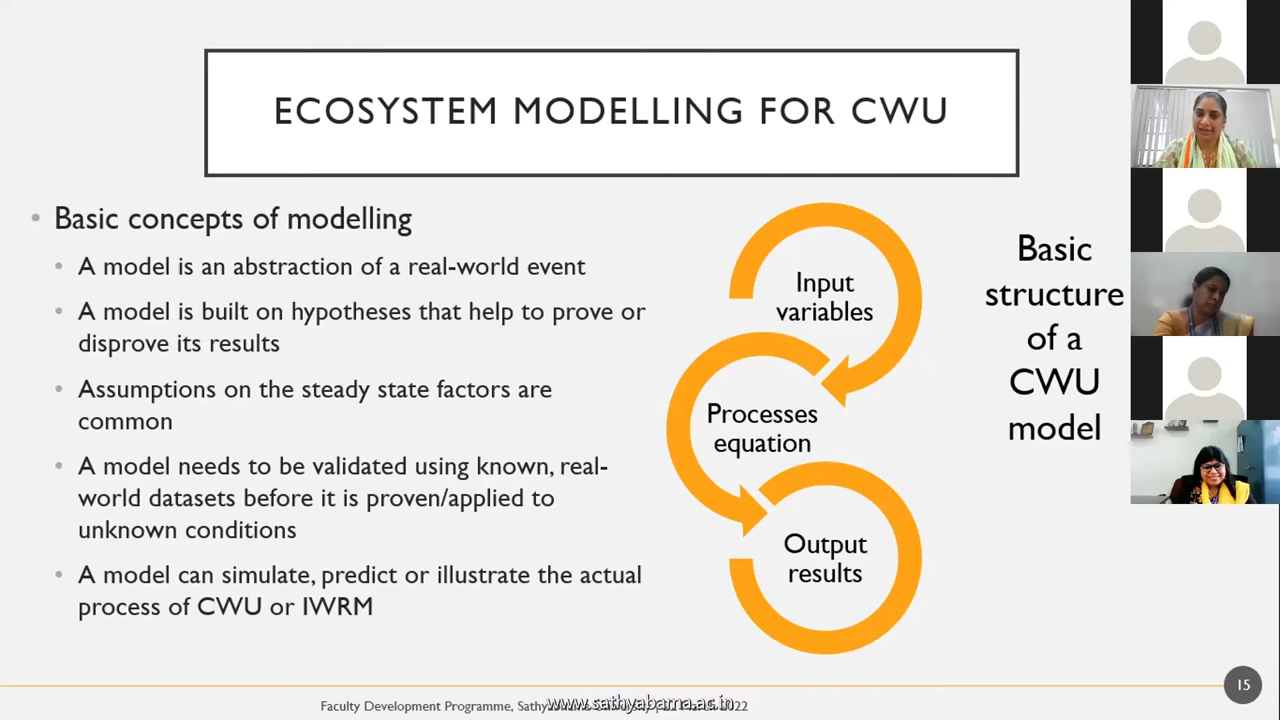 ECOSYSTEM MODELLING FOR CWU
Basic concepts of modelling
A model is an abstraction of a real-world event
A model is built on hypotheses that help to prove or
disprove its results
Assumptions on the steady state factors are
common
A model needs to be validated using known, real-
world datasets before it is proven/applied to
unknown conditions
A model can simulate, predict or illustrate the actual
process of CWU or IWRM
Input
variables
Processes
equation
Output
results
Basic
structure
of a
CWU
model
15
Faculty Development Programme, March 2022
www.sathyabama.ac.in